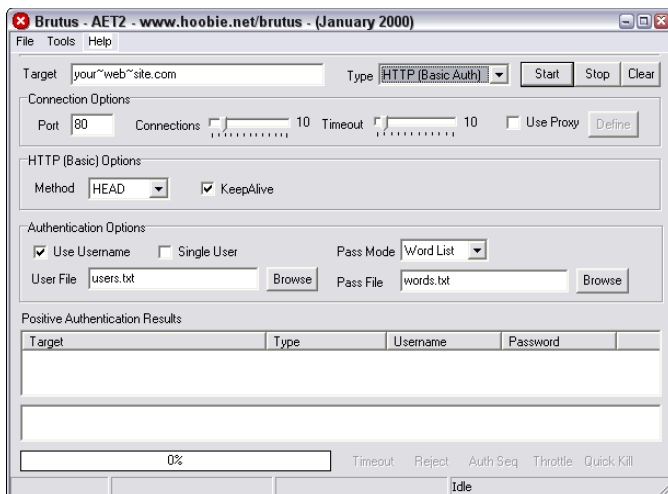 Brutus - AET2 - www.hoobie.net/brutus - (January 2000)
File Tools Help
Target your~web~site.com Type HTTP (Basic Auth) Start Stop Clear
Connection Options
Port 80 Connections 10 Timeout 10 Use Proxy Define
HTTP (Basic) Options
Method HEAD KeepAlive
Authentication Options
Use Username Single User Pass Mode Word List
User File users.txt Browse Pass File words.txt Browse
Positive Authentication Results
Target Type Username Password
0% Timeout Reject Auth Seq Throttle Quick Kill
Idle